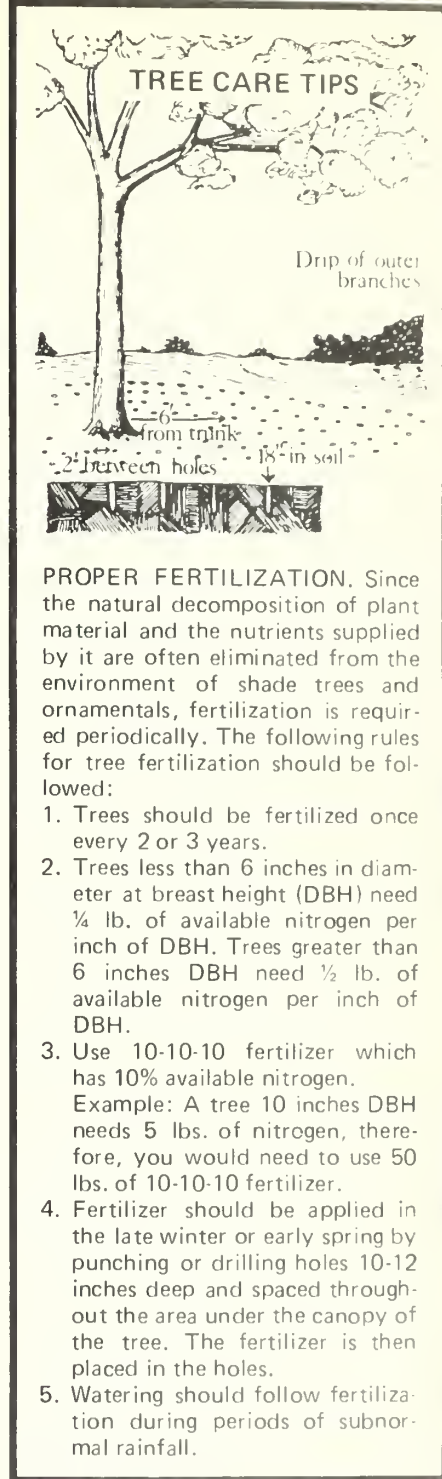 TREE CARE TIPS
Drip of outer
branches
6'
from trunk
2' between holes
18" in soil
PROPER FERTILIZATION. Since
the natural decomposition of plant
material and the nutrients supplied
by it are often eliminated from the
environment of shade trees and
ornamentals, fertilization is requir-
ed periodically. The following rules
for tree fertilization should be fol-
lowed:
1. Trees should be fertilized once
every 2 or 3 years.
2. Trees less than 6 inches in diam-
eter at breast height (DBH) need
¼ lb. of available nitrogen per
inch of DBH. Trees greater than
6 inches DBH need ½ lb. of
available nitrogen per inch of
DBH.
3. Use 10-10-10 fertilizer which
has 10% available nitrogen.
Example: A tree 10 inches DBH
needs 5 lbs. of nitrogen, there-
fore, you would need to use 50
lbs. of 10-10-10 fertilizer.
4. Fertilizer should be applied in
the late winter or early spring by
punching or drilling holes 10-12
inches deep and spaced through-
out the area under the canopy of
the tree. The fertilizer is then
placed in the holes.
5. Watering should follow fertiliza-
tion during periods of subnor-
mal rainfall.